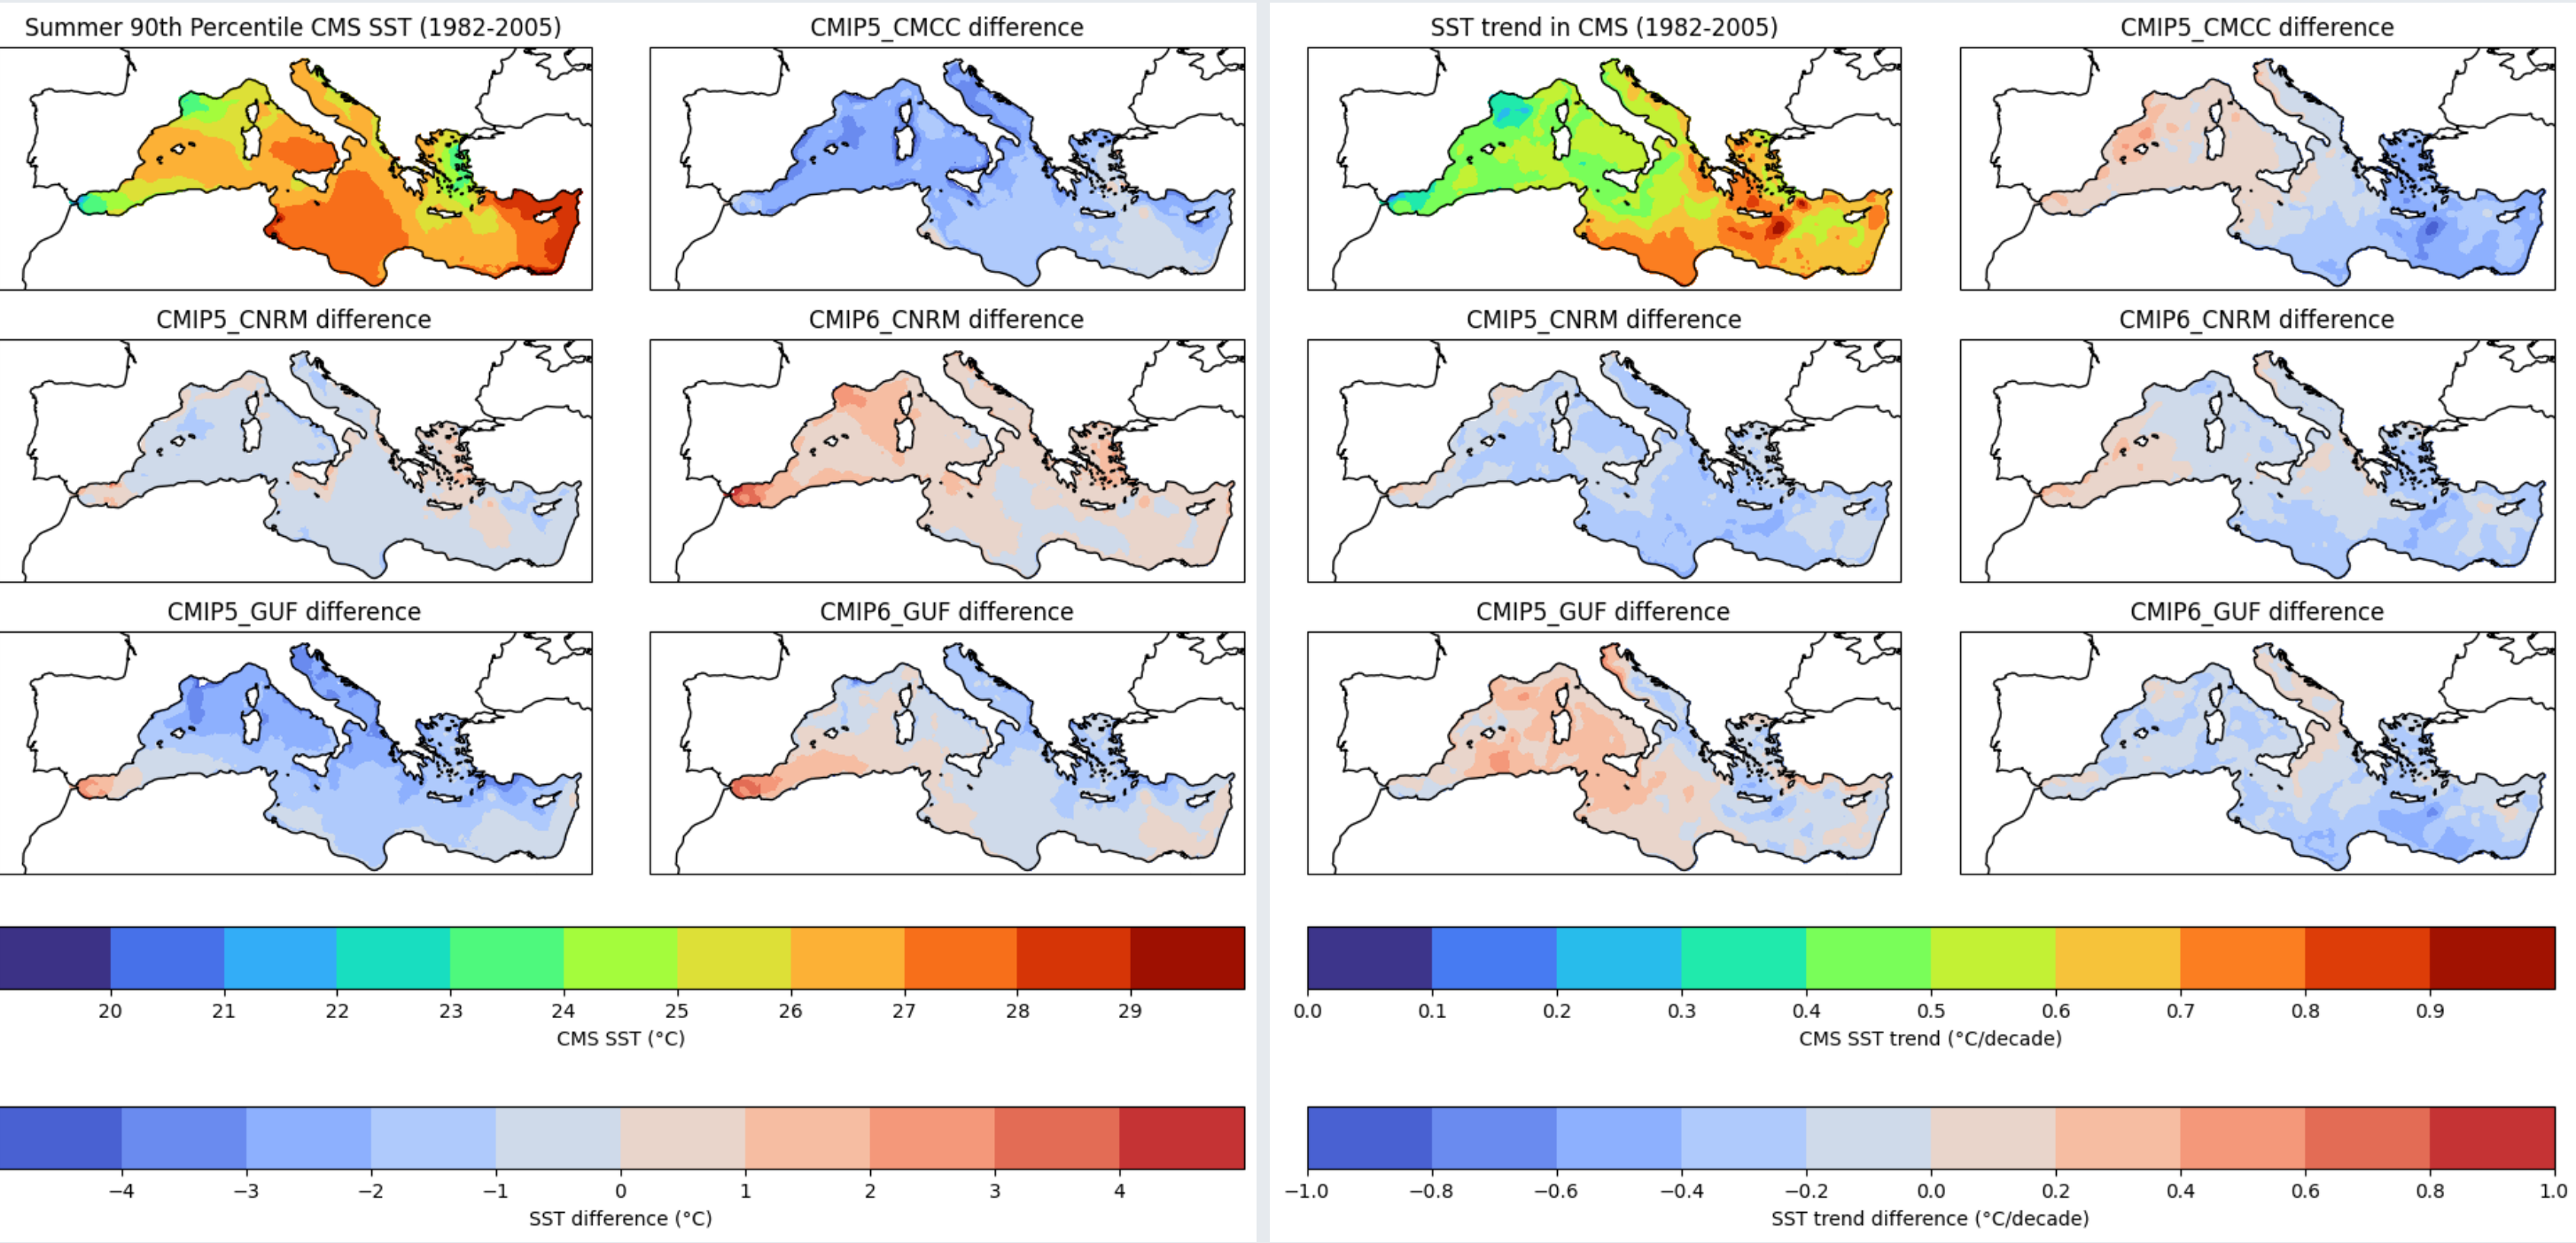 Summer 90th Percentile CMS SST (1982-2005)
CMIP5_CMCC difference
CMIP5_CNRM difference
CMIP6_CNRM difference
CMIP5_GUF difference
CMIP6_GUF difference
20 21 22 23 24 25 26 27 28 29
CMS SST (°C)
−4 −3 −2 −1 0 1 2 3 4
SST difference (°C)
SST trend in CMS (1982-2005)
CMIP5_CMCC difference
CMIP5_CNRM difference
CMIP6_CNRM difference
CMIP5_GUF difference
CMIP6_GUF difference
0.0 0.1 0.2 0.3 0.4 0.5 0.6 0.7 0.8 0.9
CMS SST trend (°C/decade)
−1.0 −0.8 −0.6 −0.4 −0.2 0.0 0.2 0.4 0.6 0.8 1.0
SST trend difference (°C/decade)